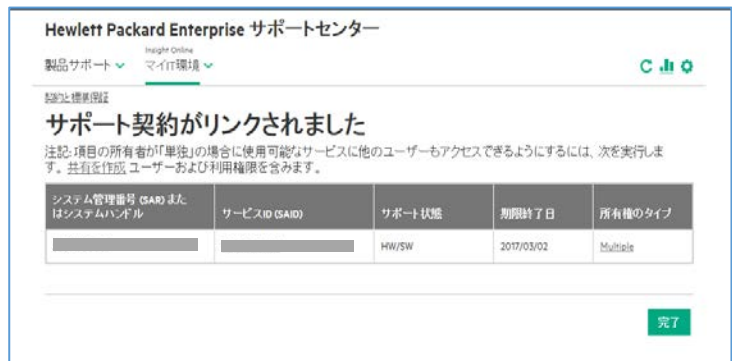 Hewlett Packard Enterprise サポートセンター
Insight Online
製品サポート マイIT環境
契約と標準保証
サポート契約がリンクされました
注記:項目の所有者が「単独」の場合に使用可能なサービスに他のユーザーもアクセスできるようにするには、次を実行しま
す。共有を作成 ユーザーおよび利用権限を含みます。
システム管理番号 (SAR) また
はシステムハンドル サービスID (SAID) サポート状態 期限終了日 所有権のタイプ
HW/SW 2017/03/02 Multiple
完了